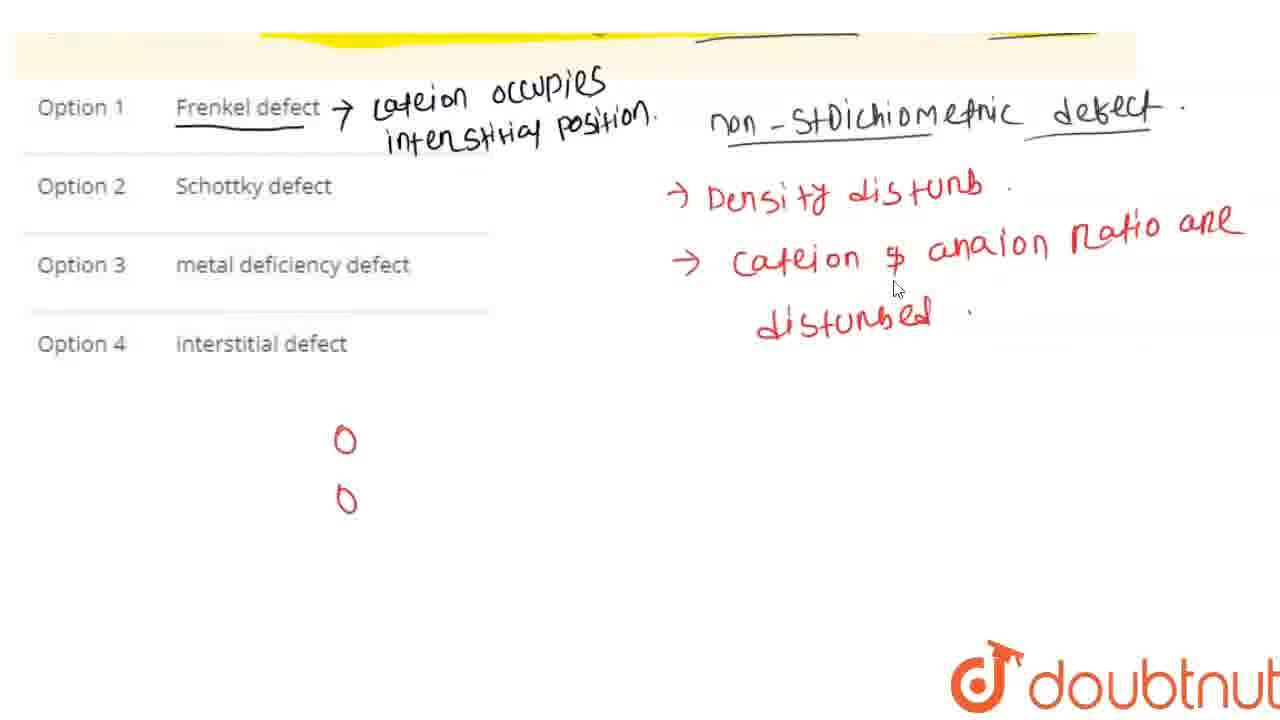 Option 1 Frenkel defect → cateion occupies
interstitial position.
non-stoichiometric defect.
Option 2 Schottky defect
→ Density disturb.
Option 3 metal deficiency defect
→ cateion & anaion Ratio are
disturbed.
Option 4 interstitial defect
O
O
doubtnut